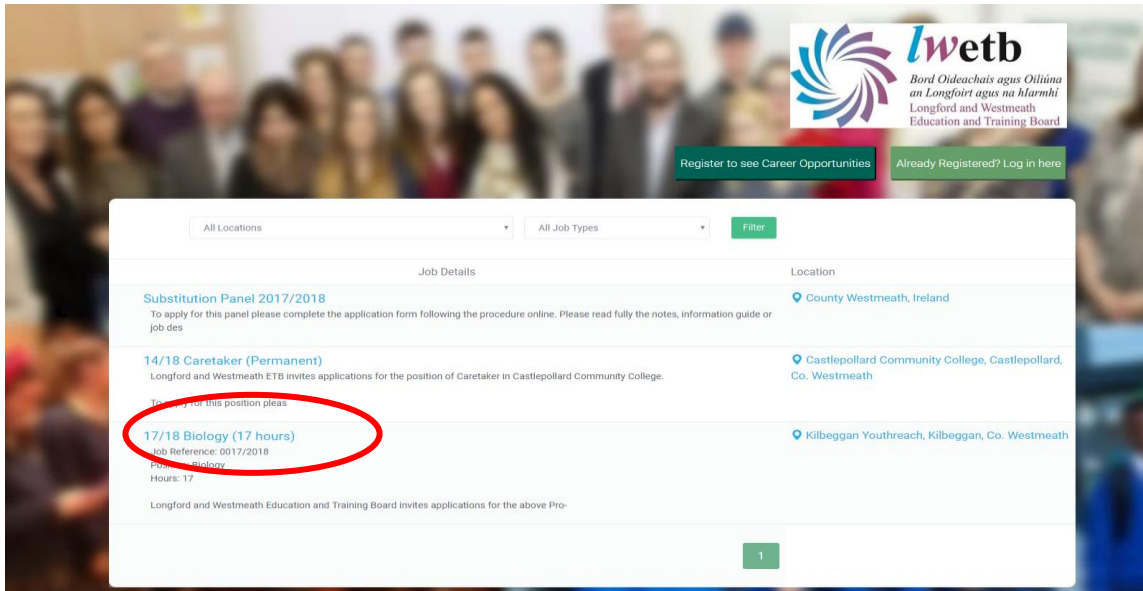 lwetb
Bord Oideachais agus Oiliúna
an Longfoirt agus na hIarmhí
Longford and Westmeath
Education and Training Board
Register to see Career Opportunities
Already Registered? Log in here
All Locations
All Job Types
Filter
Job Details
Location
Substitution Panel 2017/2018
County Westmeath, Ireland
To apply for this panel please complete the application form following the procedure online. Please read fully the notes, information guide or
job des
14/18 Caretaker (Permanent)
Castlepollard Community College, Castlepollard,
Co. Westmeath
Longford and Westmeath ETB invites applications for the position of Caretaker in Castlepollard Community College.
To apply for this position pleas
17/18 Biology (17 hours)
Kilbeggan Youthreach, Kilbeggan, Co. Westmeath
Job Reference: 0017/2018
Position: Biology
Hours: 17
Longford and Westmeath Education and Training Board invites applications for the above Pro-
1